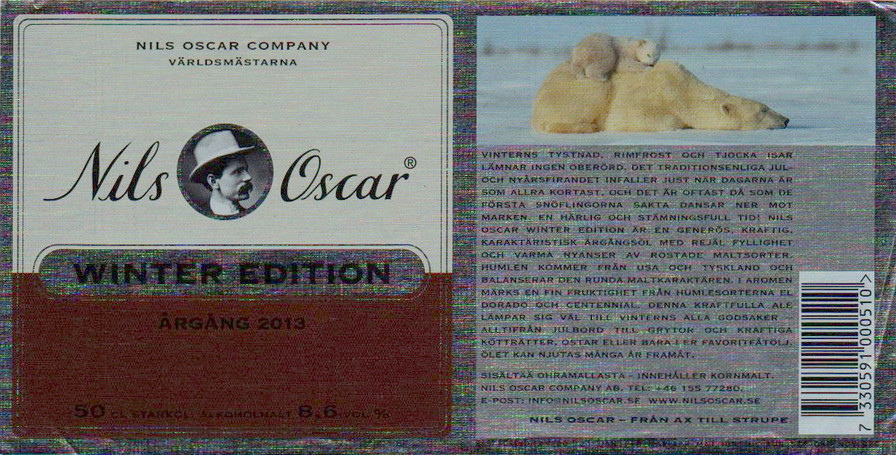 NILS OSCAR COMPANY
VÄRLDSMÄSTARNA
Nils Oscar®
WINTER EDITION
ÅRGÅNG 2013
50 CL STARKÖL, ALKOHOLHALT 8,6 VOL.%
VINTERNS TYSTNAD, RIMFROST OCH TJOCKA ISAR
LÄMNAR INGEN OBERÖRD. DET TRADITIONSENLIGA JUL-
OCH NYÅRSFIRANDET INFALLER JUST NÄR DAGARNA ÄR
SOM ALLRA KORTAST, OCH DET ÄR OFTAST DÅ SOM DE
FÖRSTA SNÖFLINGORNA SAKTA DANSAR NER MOT
MARKEN. EN HÄRLIG OCH STÄMNINGSFULL TID! NILS
OSCAR WINTER EDITION ÄR EN GENERÖS, KRAFTIG,
KARAKTÄRISTISK ÅRGÅNGSÖL MED REJÄL FYLLIGHET
OCH VARMA NYANSER AV ROSTADE MALTSORTER.
HUMLEN KOMMER FRÅN USA OCH TYSKLAND OCH
BALANSERAR DEN RUNDA MALTKARAKTÄREN. I AROMEN
MÄRKS EN FIN FRUKTIGHET FRÅN HUMLESORTERNA EL
DORADO OCH CENTENNIAL. DENNA KRAFTFULLA ALE
LÄMPAR SIG VÄL TILL VINTERNS ALLA GODSAKER –
ALLTIFRÅN JULBORD TILL GRYTOR OCH KRAFTIGA
KÖTTRÄTTER, OSTAR ELLER BARA I ER FAVORITFÅTÖLJ.
ÖLET KAN NJUTAS MÅNGA ÅR FRAMÅT.
SISÄLTÄÄ OHRAMALLASTA – INNEHÅLLER KORNMALT.
NILS OSCAR COMPANY AB. TEL: +46 155 77280.
E-POST: INFO@NILSOSCAR.SE WWW.NILSOSCAR.SE
NILS OSCAR – FRÅN AX TILL STRUPE
7 330591 000510 >